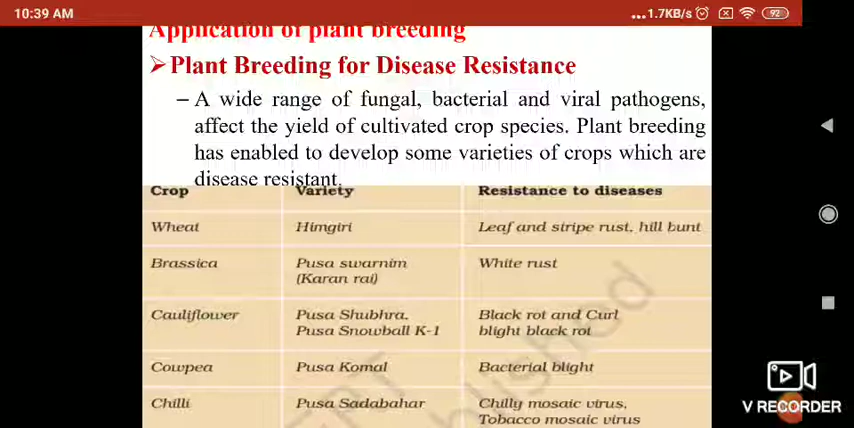 10:39 AM
...1.7KB/s
92
Application of plant breeding
➢Plant Breeding for Disease Resistance
– A wide range of fungal, bacterial and viral pathogens,
affect the yield of cultivated crop species. Plant breeding
has enabled to develop some varieties of crops which are
disease resistant.
Crop Variety Resistance to diseases
Wheat Himgiri Leaf and stripe rust, hill bunt
Brassica Pusa swarnim White rust
(Karan rai)
Cauliflower Pusa Shubhra, Black rot and Curl
Pusa Snowball K-1 blight black rot
Cowpea Pusa Komal Bacterial blight
Chilli Pusa Sadabahar Chilly mosaic virus,
Tobacco mosaic virus
V RECORDER